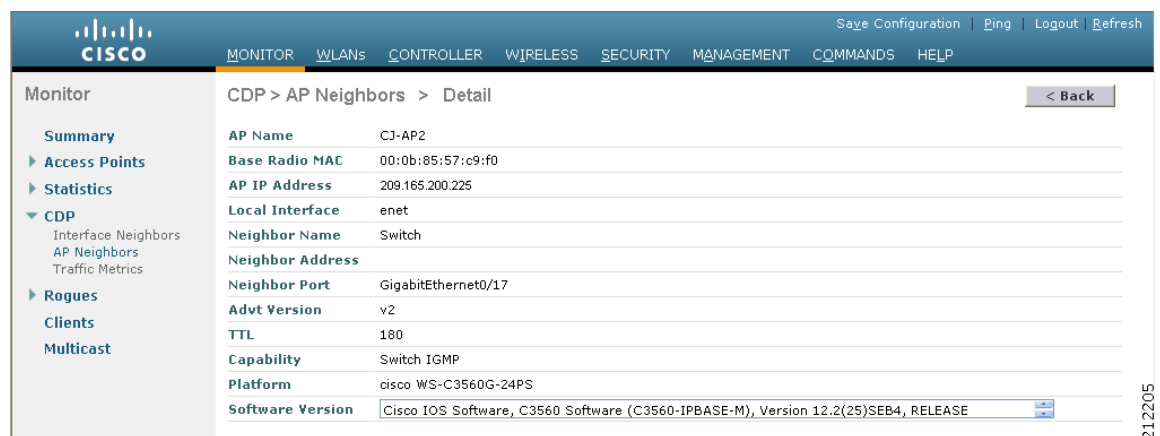 Save Configuration | Ping | Logout | Refresh
CISCO
MONITOR WLANs CONTROLLER WIRELESS SECURITY MANAGEMENT COMMANDS HELP
Monitor
Summary
Access Points
Statistics
CDP
Interface Neighbors
AP Neighbors
Traffic Metrics
Rogues
Clients
Multicast
CDP > AP Neighbors > Detail
< Back
AP Name CJ-AP2
Base Radio MAC 00:0b:85:57:c9:f0
AP IP Address 209.165.200.225
Local Interface enet
Neighbor Name Switch
Neighbor Address
Neighbor Port GigabitEthernet0/17
Advt Version v2
TTL 180
Capability Switch IGMP
Platform cisco WS-C3560G-24PS
Software Version Cisco IOS Software, C3560 Software (C3560-IPBASE-M), Version 12.2(25)SEB4, RELEASE
212205